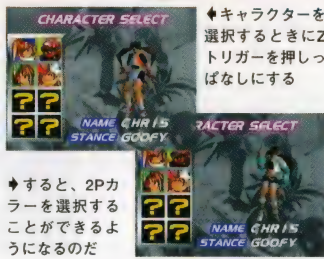 CHARACTER SELECT
? ?
? ?
NAME CHRIS
STANCE GOOFY
⬆キャラクターを
選択するときにZ
トリガーを押しっ
ぱなしにする
RACTER SELECT
? ?
? ?
NAME CHRIS
STANCE GOOFY
➡すると、2Pカ
ラーを選択する
ことができるよ
うになるのだ